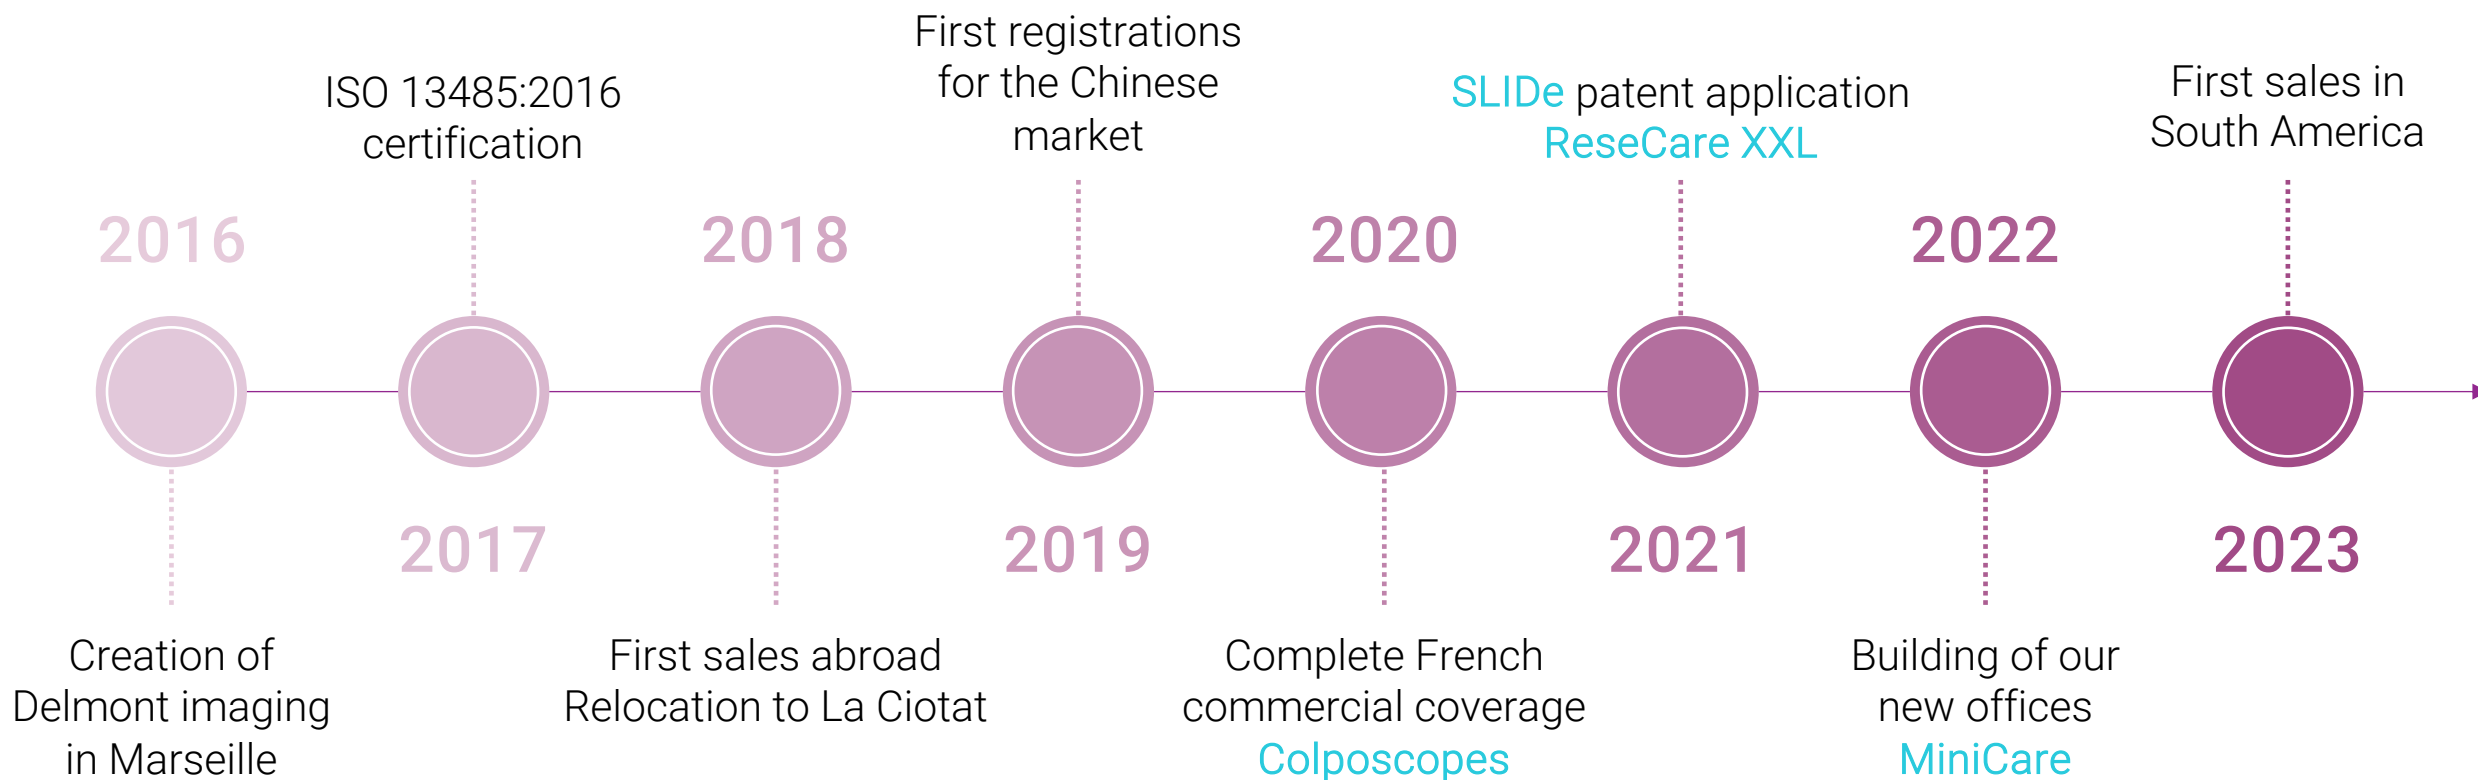 2016
Creation of
Delmont imaging
in Marseille
ISO 13485:2016
certification
2017
2018
First sales abroad
Relocation to La Ciotat
First registrations
for the Chinese
market
2019
2020
Complete French
commercial coverage
Colposcopes
SLIDe patent application
ReseCare XXL
2021
2022
Building of our
new offices
MiniCare
First sales in
South America
2023